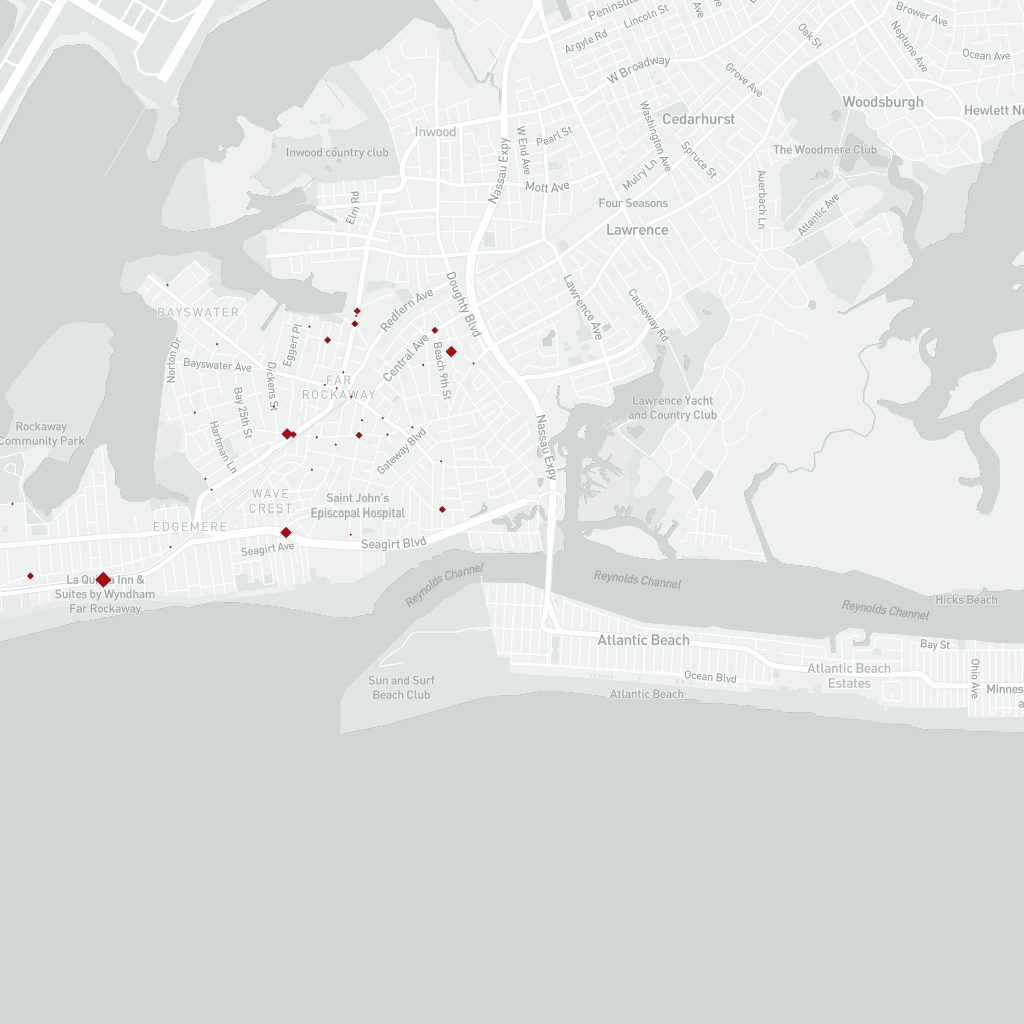 Peninsula
Ave
Brower Ave
Lincoln St
Argyle Rd
Oak St
Neptune Ave
Ocean Ave
W Broadway
Grove Ave
Woodsburgh
Hewlett Ne
Cedarhurst
Inwood
Pearl St
W End Ave
Washington Ave
Inwood country club
Nassau Expy
Spruce St
The Woodmere Club
Mulry Ln
Mott Ave
Auerbach Ln
Elm Rd
Four Seasons
Atlantic Ave
Lawrence
Doughty Blvd
Redfern Ave
Lawrence Ave
Causeway Rd
BAYSWATER
Eggert Pl
Norton Dr
Central Ave
Bayswater Ave
Dickens St
Beach 9th St
FAR
ROCKAWAY
Bay 25th St
Lawrence Yacht
and Country Club
Rockaway
Community Park
Hartman Ln
Gateway Blvd
Nassau Expy
WAVE
CREST
Saint John's
Episcopal Hospital
EDGEMERE
Seagirt Ave
Seagirt Blvd
La Quinta Inn &
Suites by Wyndham
Far Rockaway
Reynolds Channel
Reynolds Channel
Reynolds Channel
Hicks Beach
Atlantic Beach
Bay St
Sun and Surf
Beach Club
Ocean Blvd
Atlantic Beach
Atlantic Beach
Estates
Ohio Ave
Minnes
a